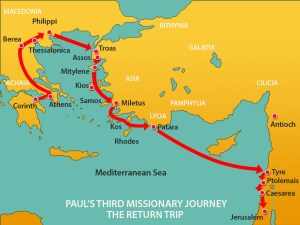 MACEDONIA
Philippi
BITHYNIA
Berea
Thessalonica
Troas
Assos
GALATIA
Mitylene
ASIA
Kios
CILICIA
ACHAIA
Athens
Corinth
Samos
Miletus
PAMPHYLIA
LYCIA
Antioch
Kos
Patara
Rhodes
Mediterranean Sea
Tyre
Ptolemais
Caesarea
PAUL'S THIRD MISSIONARY JOURNEY
THE RETURN TRIP
Jerusalem